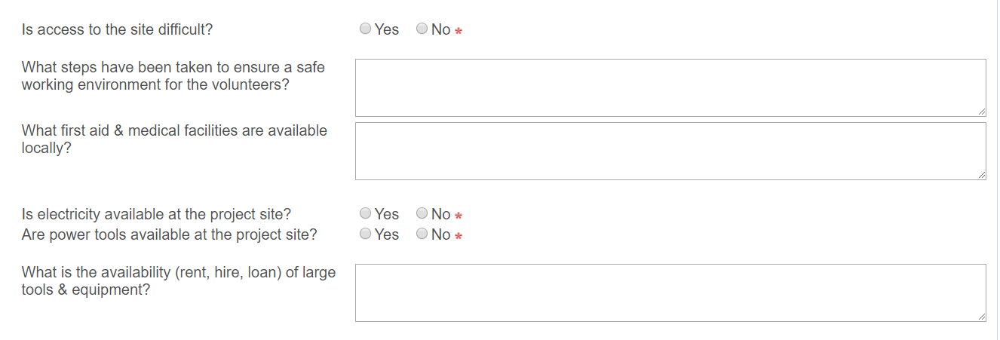 Is access to the site difficult? Yes No *
What steps have been taken to ensure a safe
working environment for the volunteers?
What first aid & medical facilities are available
locally?
Is electricity available at the project site? Yes No *
Are power tools available at the project site? Yes No *
What is the availability (rent, hire, loan) of large
tools & equipment?